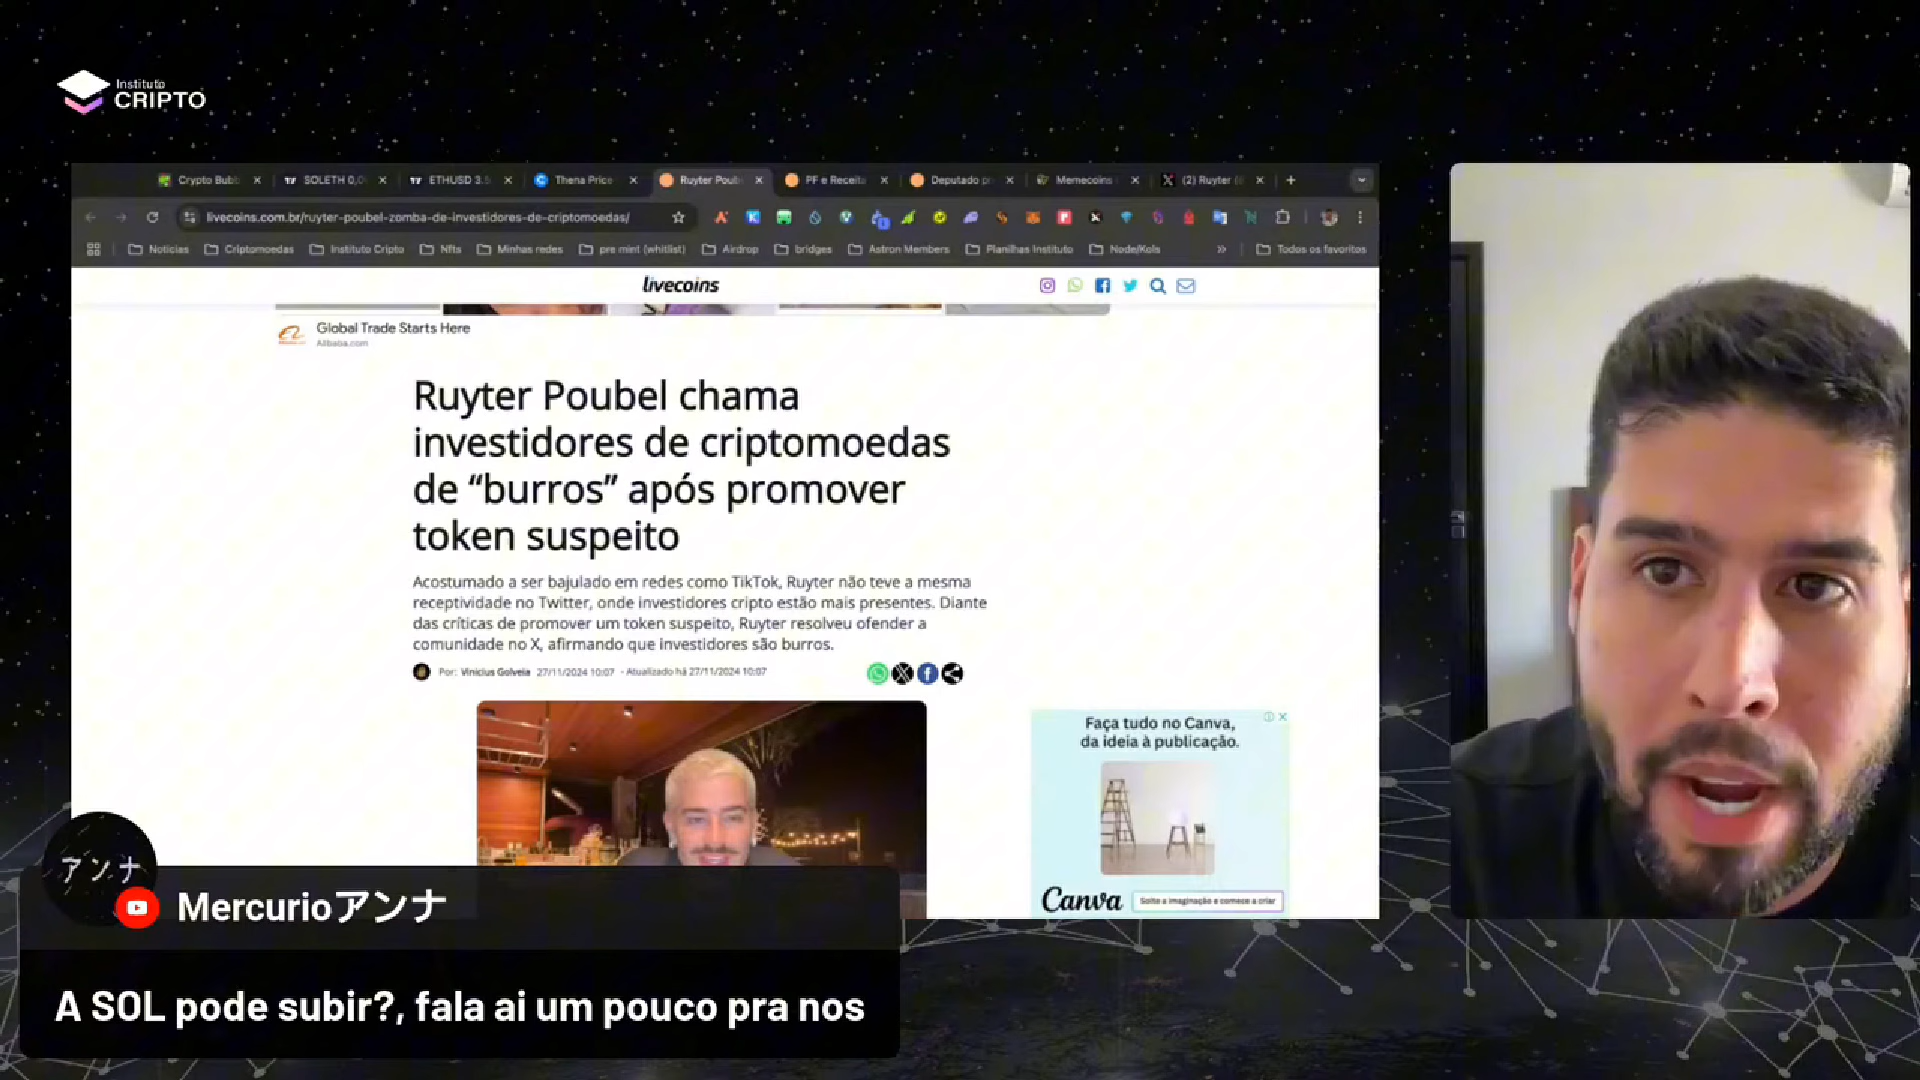 Instituto
CRIPTO
Crypto Bubb
SOLETH 0,0
ETHUSD 3.5
Thena Price
Ruyter Poub
PF e Receita
Deputado p
Memecoins
(2) Ruyter
livecoins.com.br/ruyter-poubel-zomba-de-investidores-de-criptomoedas/
Notícias
Criptomoedas
Instituto Cripto
Nfts
Minhas redes
pre mint (whitlist)
Airdrop
bridges
Astron Members
Planilhas Instituto
Node/Kols
Todos os favoritos
livecoins
Global Trade Starts Here
Alibaba.com
Ruyter Poubel chama
investidores de criptomoedas
de “burros” após promover
token suspeito
Acostumado a ser bajulado em redes como TikTok, Ruyter não teve a mesma
receptividade no Twitter, onde investidores cripto estão mais presentes. Diante
das críticas de promover um token suspeito, Ruyter resolveu ofender a
comunidade no X, afirmando que investidores são burros.
Por: Vinicius Golveia 27/11/2024 10:07 - Atualizado há 27/11/2024 10:07
Faça tudo no Canva,
da ideia à publicação.
Canva
Solte a imaginação e comece a criar
アンナ
Mercurioアンナ
A SOL pode subir?, fala ai um pouco pra nos